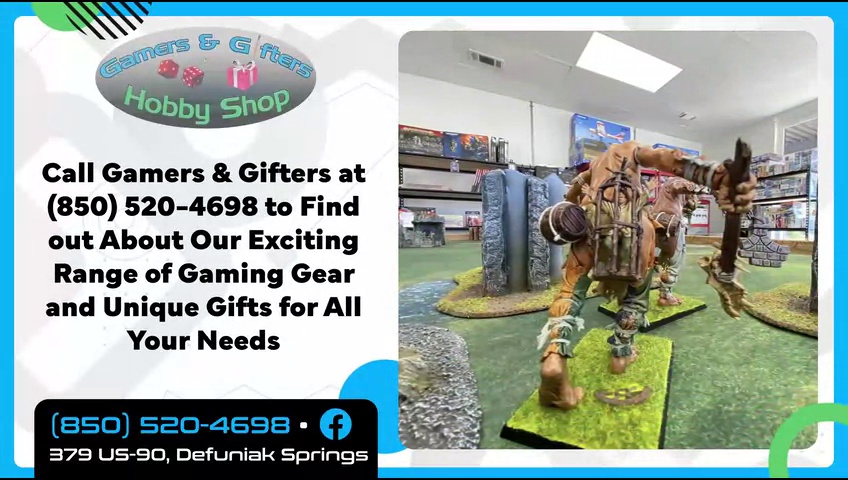 Gamers & Gifters
Hobby Shop
Call Gamers & Gifters at
(850) 520-4698 to Find
out About Our Exciting
Range of Gaming Gear
and Unique Gifts for All
Your Needs
(850) 520-4698 •
379 US-90, Defuniak Springs